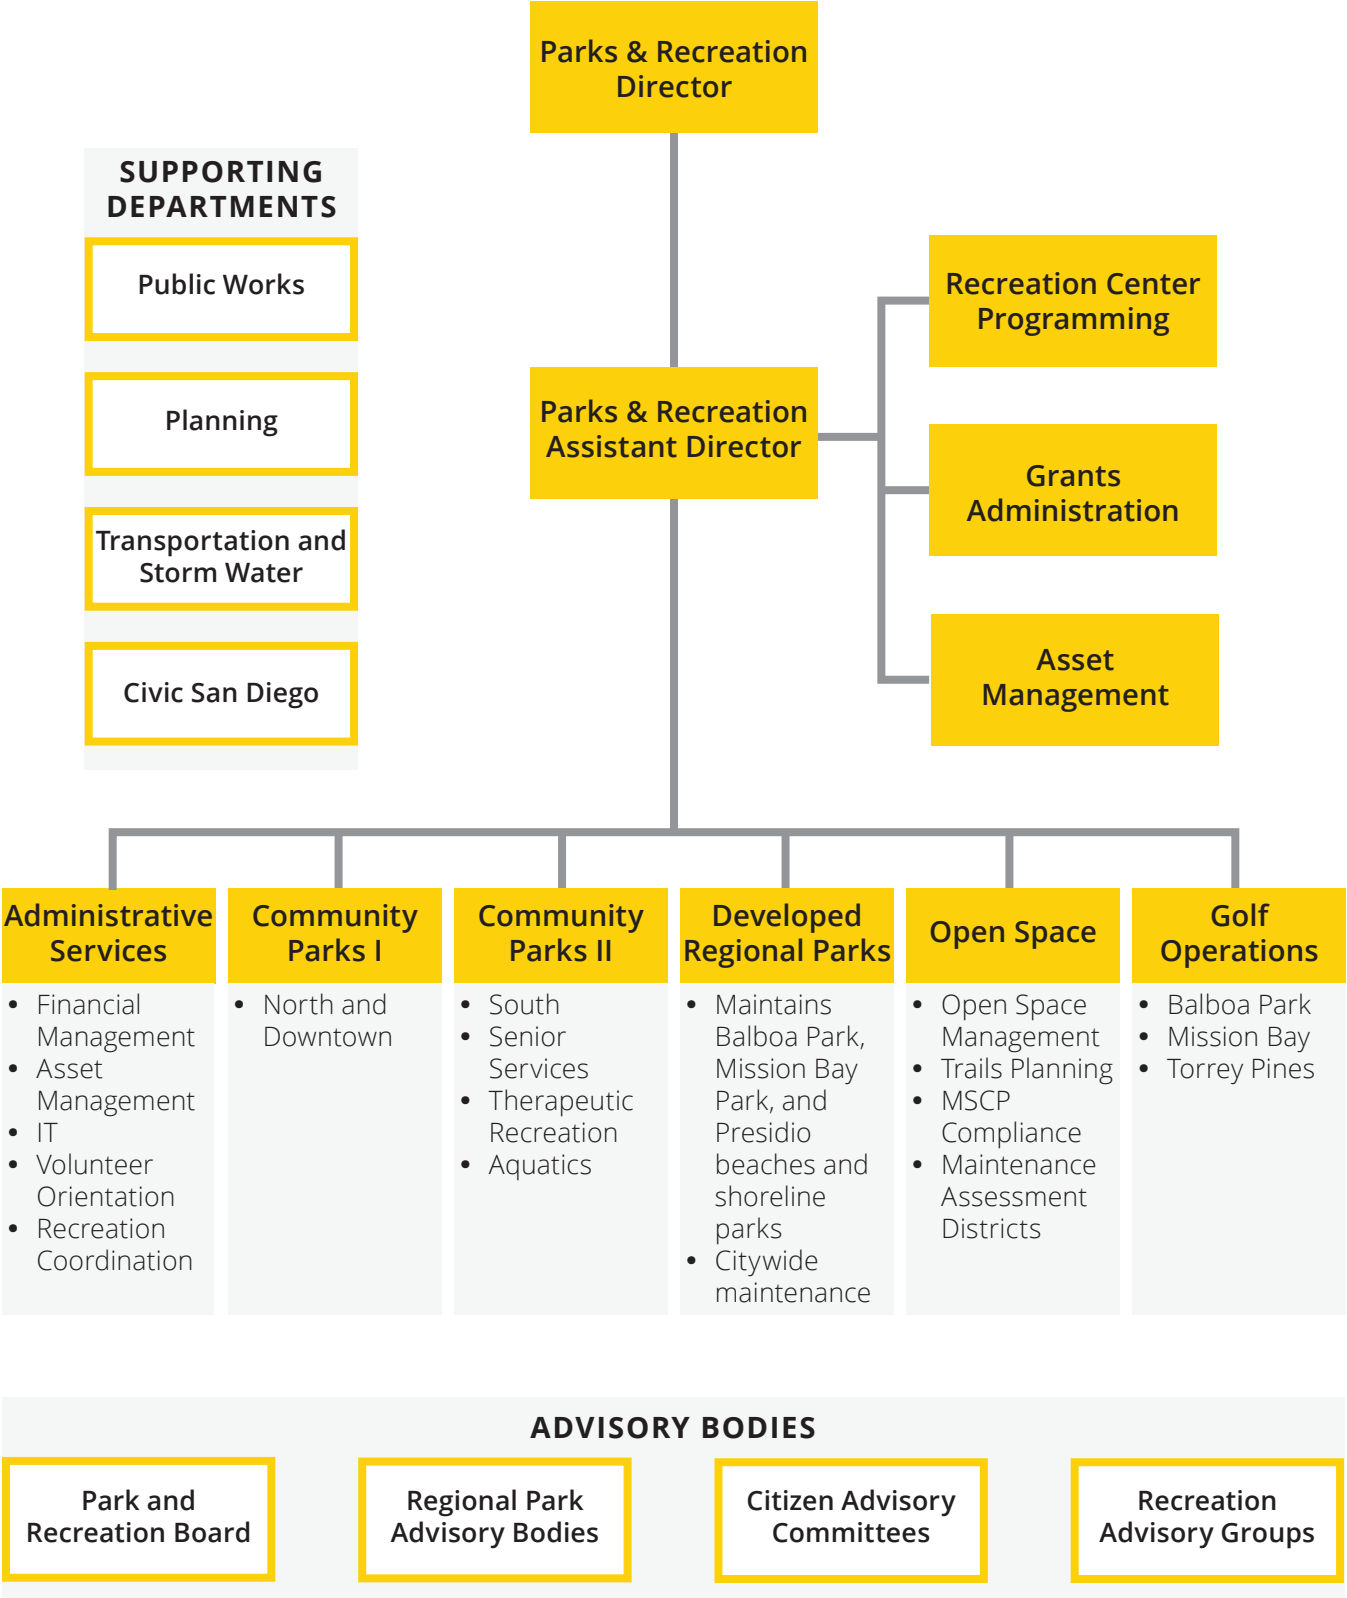 Parks & Recreation
Director
SUPPORTING
DEPARTMENTS
Public Works
Planning
Transportation and
Storm Water
Civic San Diego
Parks & Recreation
Assistant Director
Recreation Center
Programming
Grants
Administration
Asset
Management
Administrative
Services
• Financial
Management
• Asset
Management
• IT
• Volunteer
Orientation
• Recreation
Coordination
Community
Parks I
• North and
Downtown
Community
Parks II
• South
• Senior
Services
• Therapeutic
Recreation
• Aquatics
Developed
Regional Parks
• Maintains
Balboa Park,
Mission Bay
Park, and
Presidio
beaches and
shoreline
parks
• Citywide
maintenance
Open Space
• Open Space
Management
• Trails Planning
• MSCP
Compliance
• Maintenance
Assessment
Districts
Golf
Operations
• Balboa Park
• Mission Bay
• Torrey Pines
ADVISORY BODIES
Park and
Recreation Board
Regional Park
Advisory Bodies
Citizen Advisory
Committees
Recreation
Advisory Groups